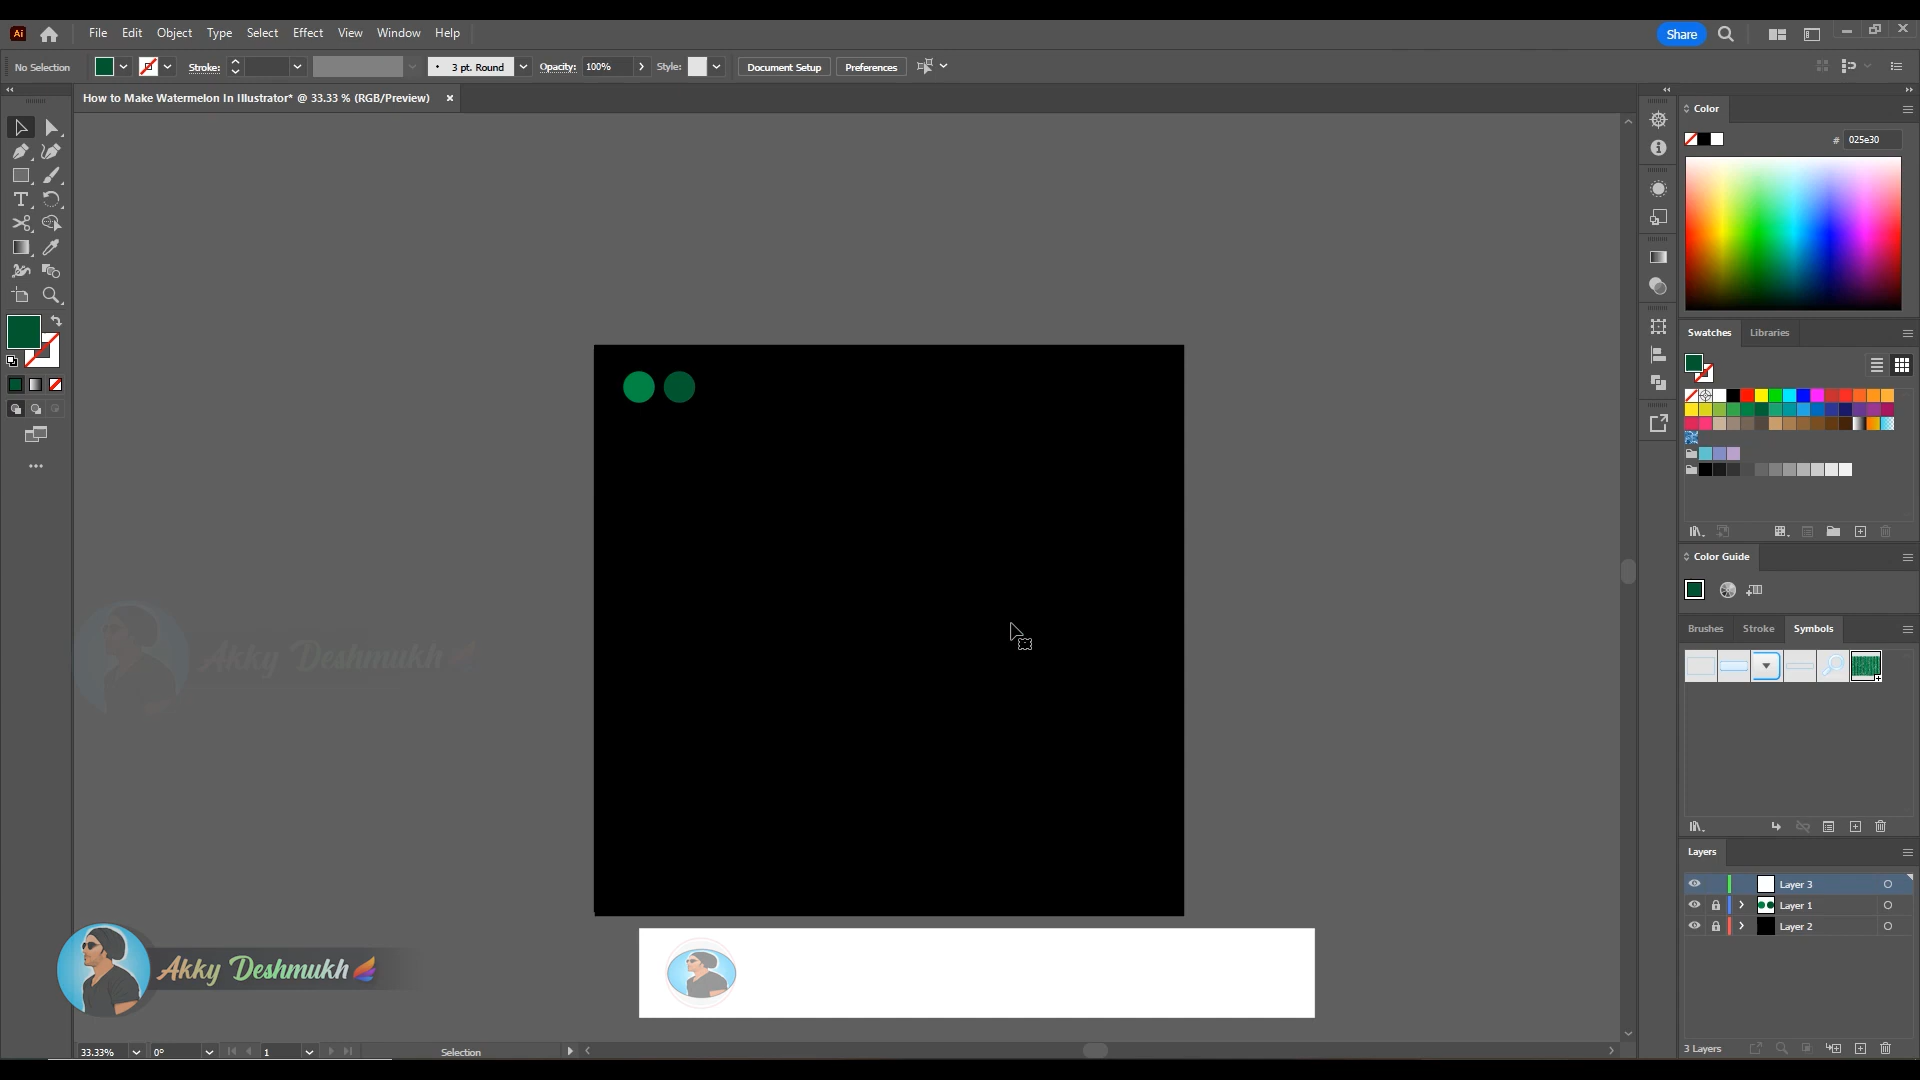 Ai File Edit Object Type Select Effect View Window Help Share
No Selection Stroke: 3 pt. Round Opacity: 100% Style: Document Setup Preferences
How to Make Watermelon In Illustrator* @ 33.33 % (RGB/Preview)
Color
# 025e30
Swatches Libraries
Color Guide
Brushes Stroke Symbols
Akky Deshmukh
Layers
Layer 3
Layer 1
Layer 2
Akky Deshmukh
33.33% 0° 1 Selection
3 Layers